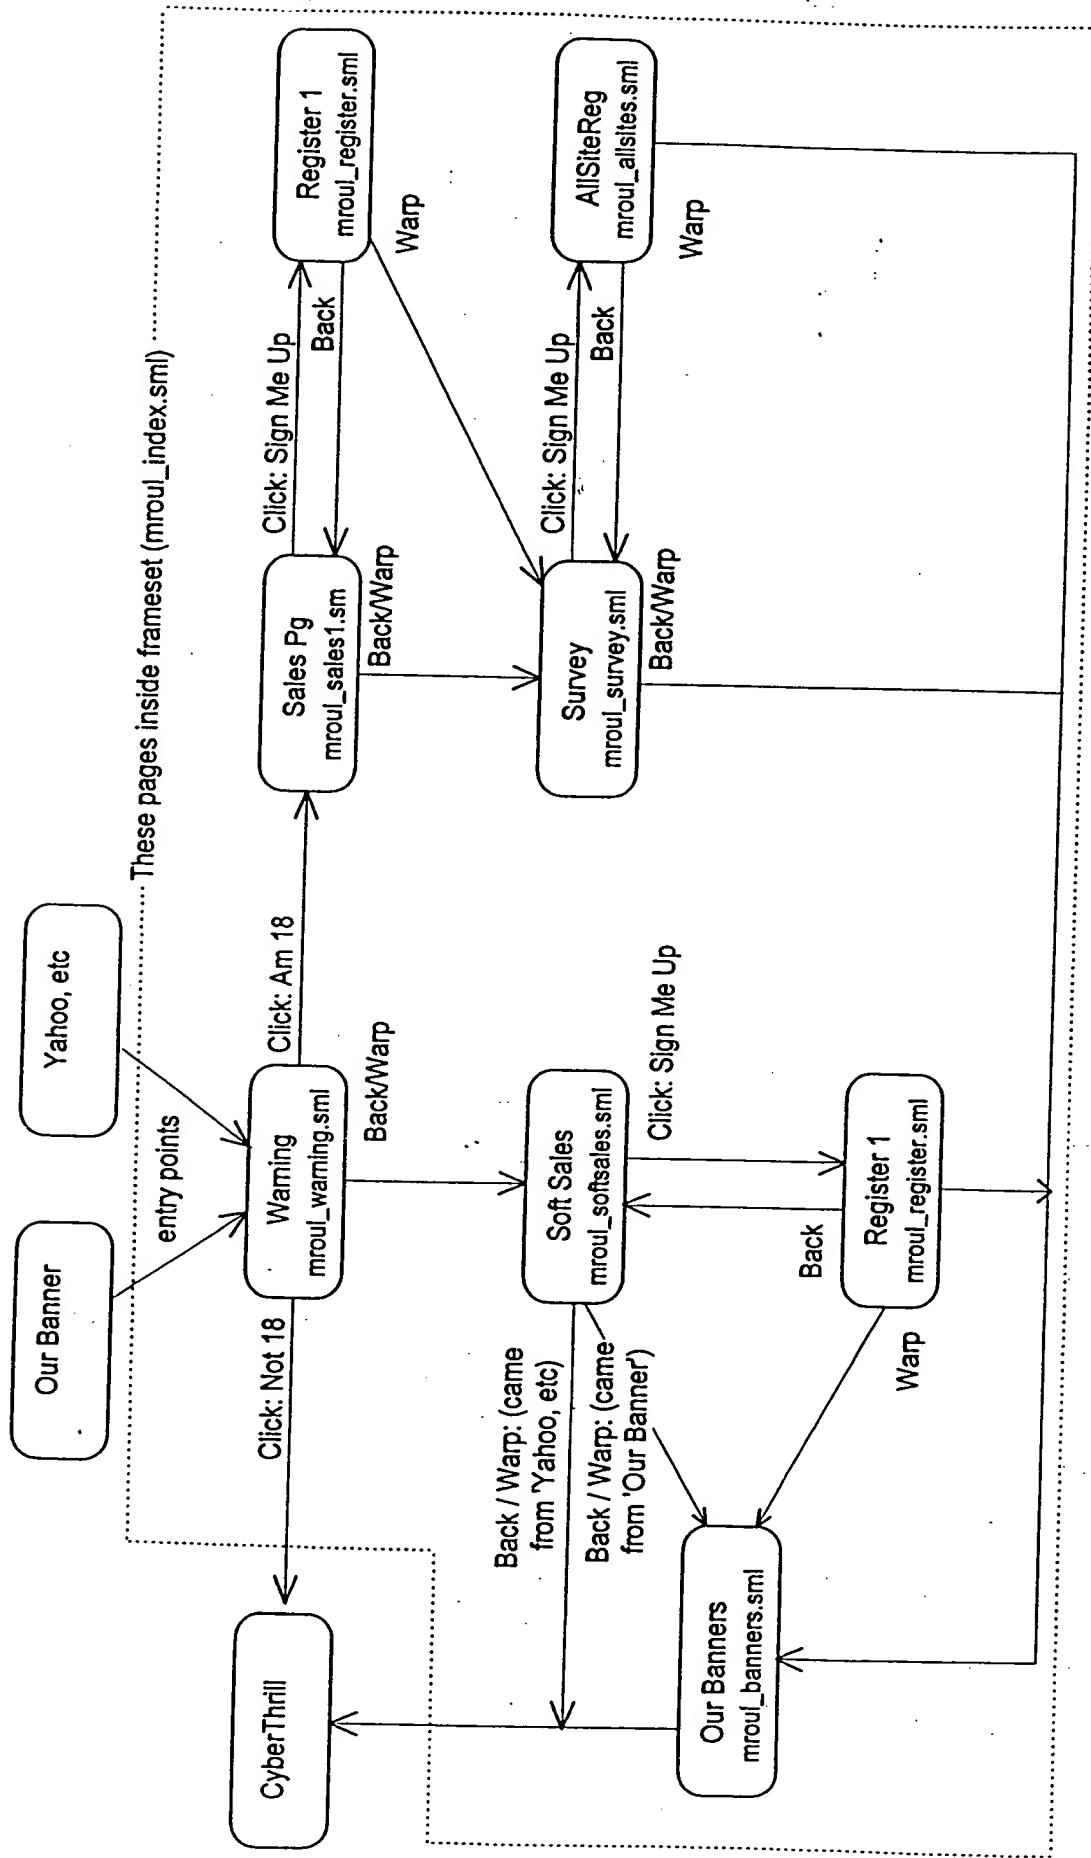 Our Banner
Yahoo, etc
entry points
These pages inside frameset (mroul_index.sml)
CyberThrill
Click: Not 18
Warning
mroul_warning.sml
Click: Am 18
Back/Warp
Sales Pg
mroul_sales1.sm
Back/Warp
Click: Sign Me Up
Back
Register 1
mroul_register.sml
Warp
Back / Warp: (came
from 'Yahoo, etc)
Back / Warp: (came
from 'Our Banner')
Soft Sales
mroul_softsales.sml
Click: Sign Me Up
Survey
mroul_survey.sml
Back/Warp
Click: Sign Me Up
Back
AllSiteReg
mroul_allsites.sml
Warp
Our Banners
mroul_banners.sml
Warp
Back
Register 1
mroul_register.sml